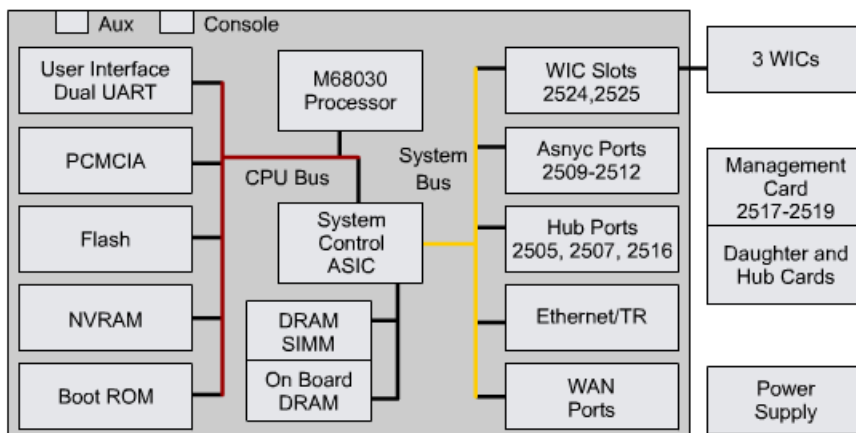 Aux
Console
User Interface
Dual UART
PCMCIA
Flash
NVRAM
Boot ROM
M68030
Processor
CPU Bus
System
Control
ASIC
DRAM
SIMM
On Board
DRAM
System
Bus
WIC Slots
2524,2525
Asnyc Ports
2509-2512
Hub Ports
2505, 2507, 2516
Ethernet/TR
WAN
Ports
3 WICs
Management
Card
2517-2519
Daughter and
Hub Cards
Power
Supply